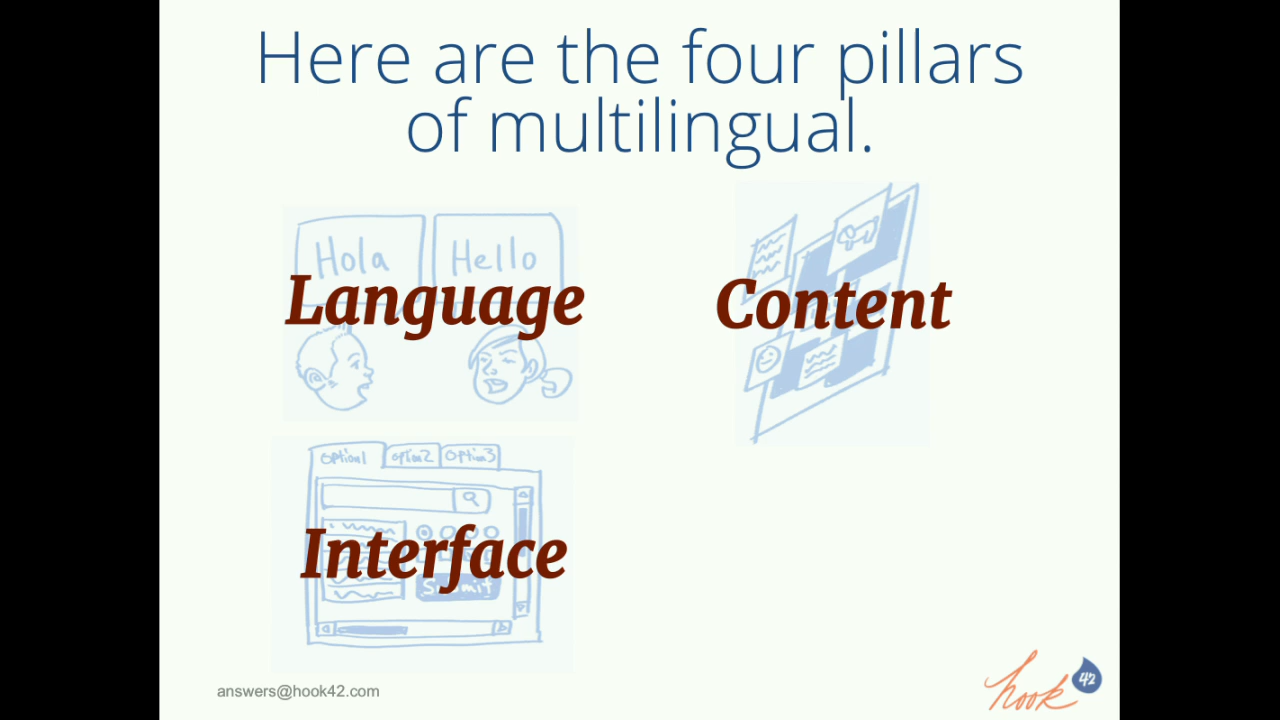 Here are the four pillars
of multilingual.
Hola
Hello
Language
Content
Option1
Option2
Option3
Interface
Submit
answers@hook42.com
hook
42